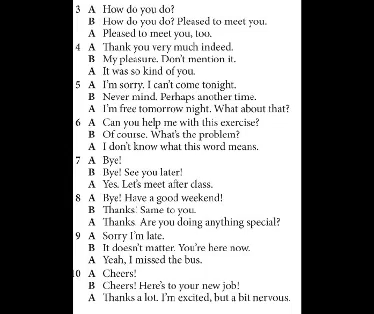 3 A How do you do?
B How do you do? Pleased to meet you.
A Pleased to meet you, too.
4 A Thank you very much indeed.
B My pleasure. Don't mention it.
A It was so kind of you.
5 A I'm sorry. I can't come tonight.
B Never mind. Perhaps another time.
A I'm free tomorrow night. What about that?
6 A Can you help me with this exercise?
B Of course. What's the problem?
A I don't know what this word means.
7 A Bye!
B Bye! See you later!
A Yes. Let's meet after class.
8 A Bye! Have a good weekend!
B Thanks! Same to you.
A Thanks. Are you doing anything special?
9 A Sorry I'm late.
B It doesn't matter. You're here now.
A Yeah, I missed the bus.
10 A Cheers!
B Cheers! Here's to your new job!
A Thanks a lot. I'm excited, but a bit nervous.